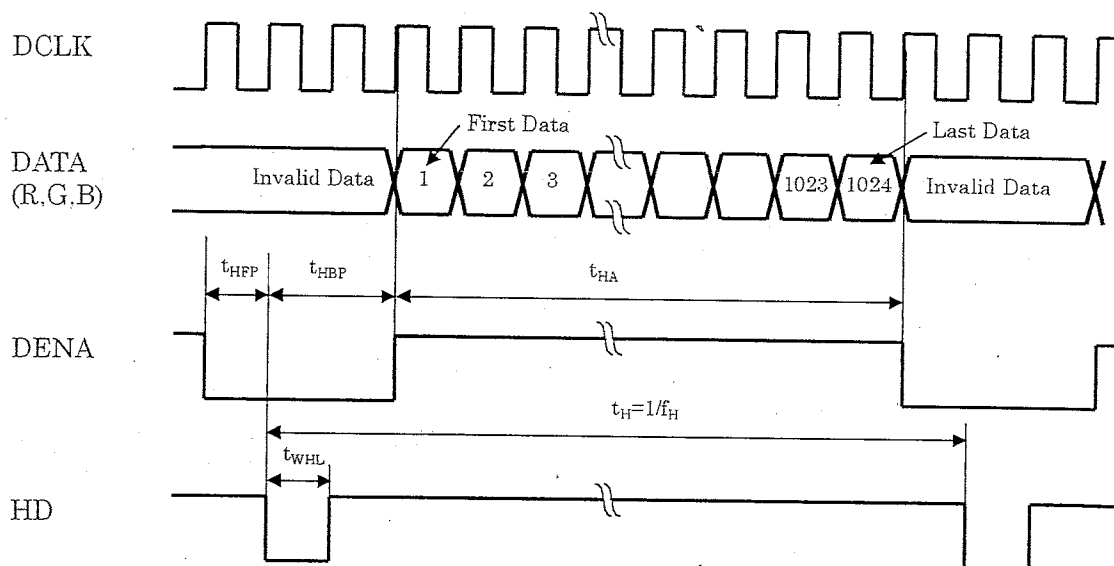 DCLK
First Data
Last Data
DATA
(R,G,B)
Invalid Data
1
2
3
1023
1024
Invalid Data
tHFP
tHBP
tHA
DENA
tH=1/fH
tWHL
HD